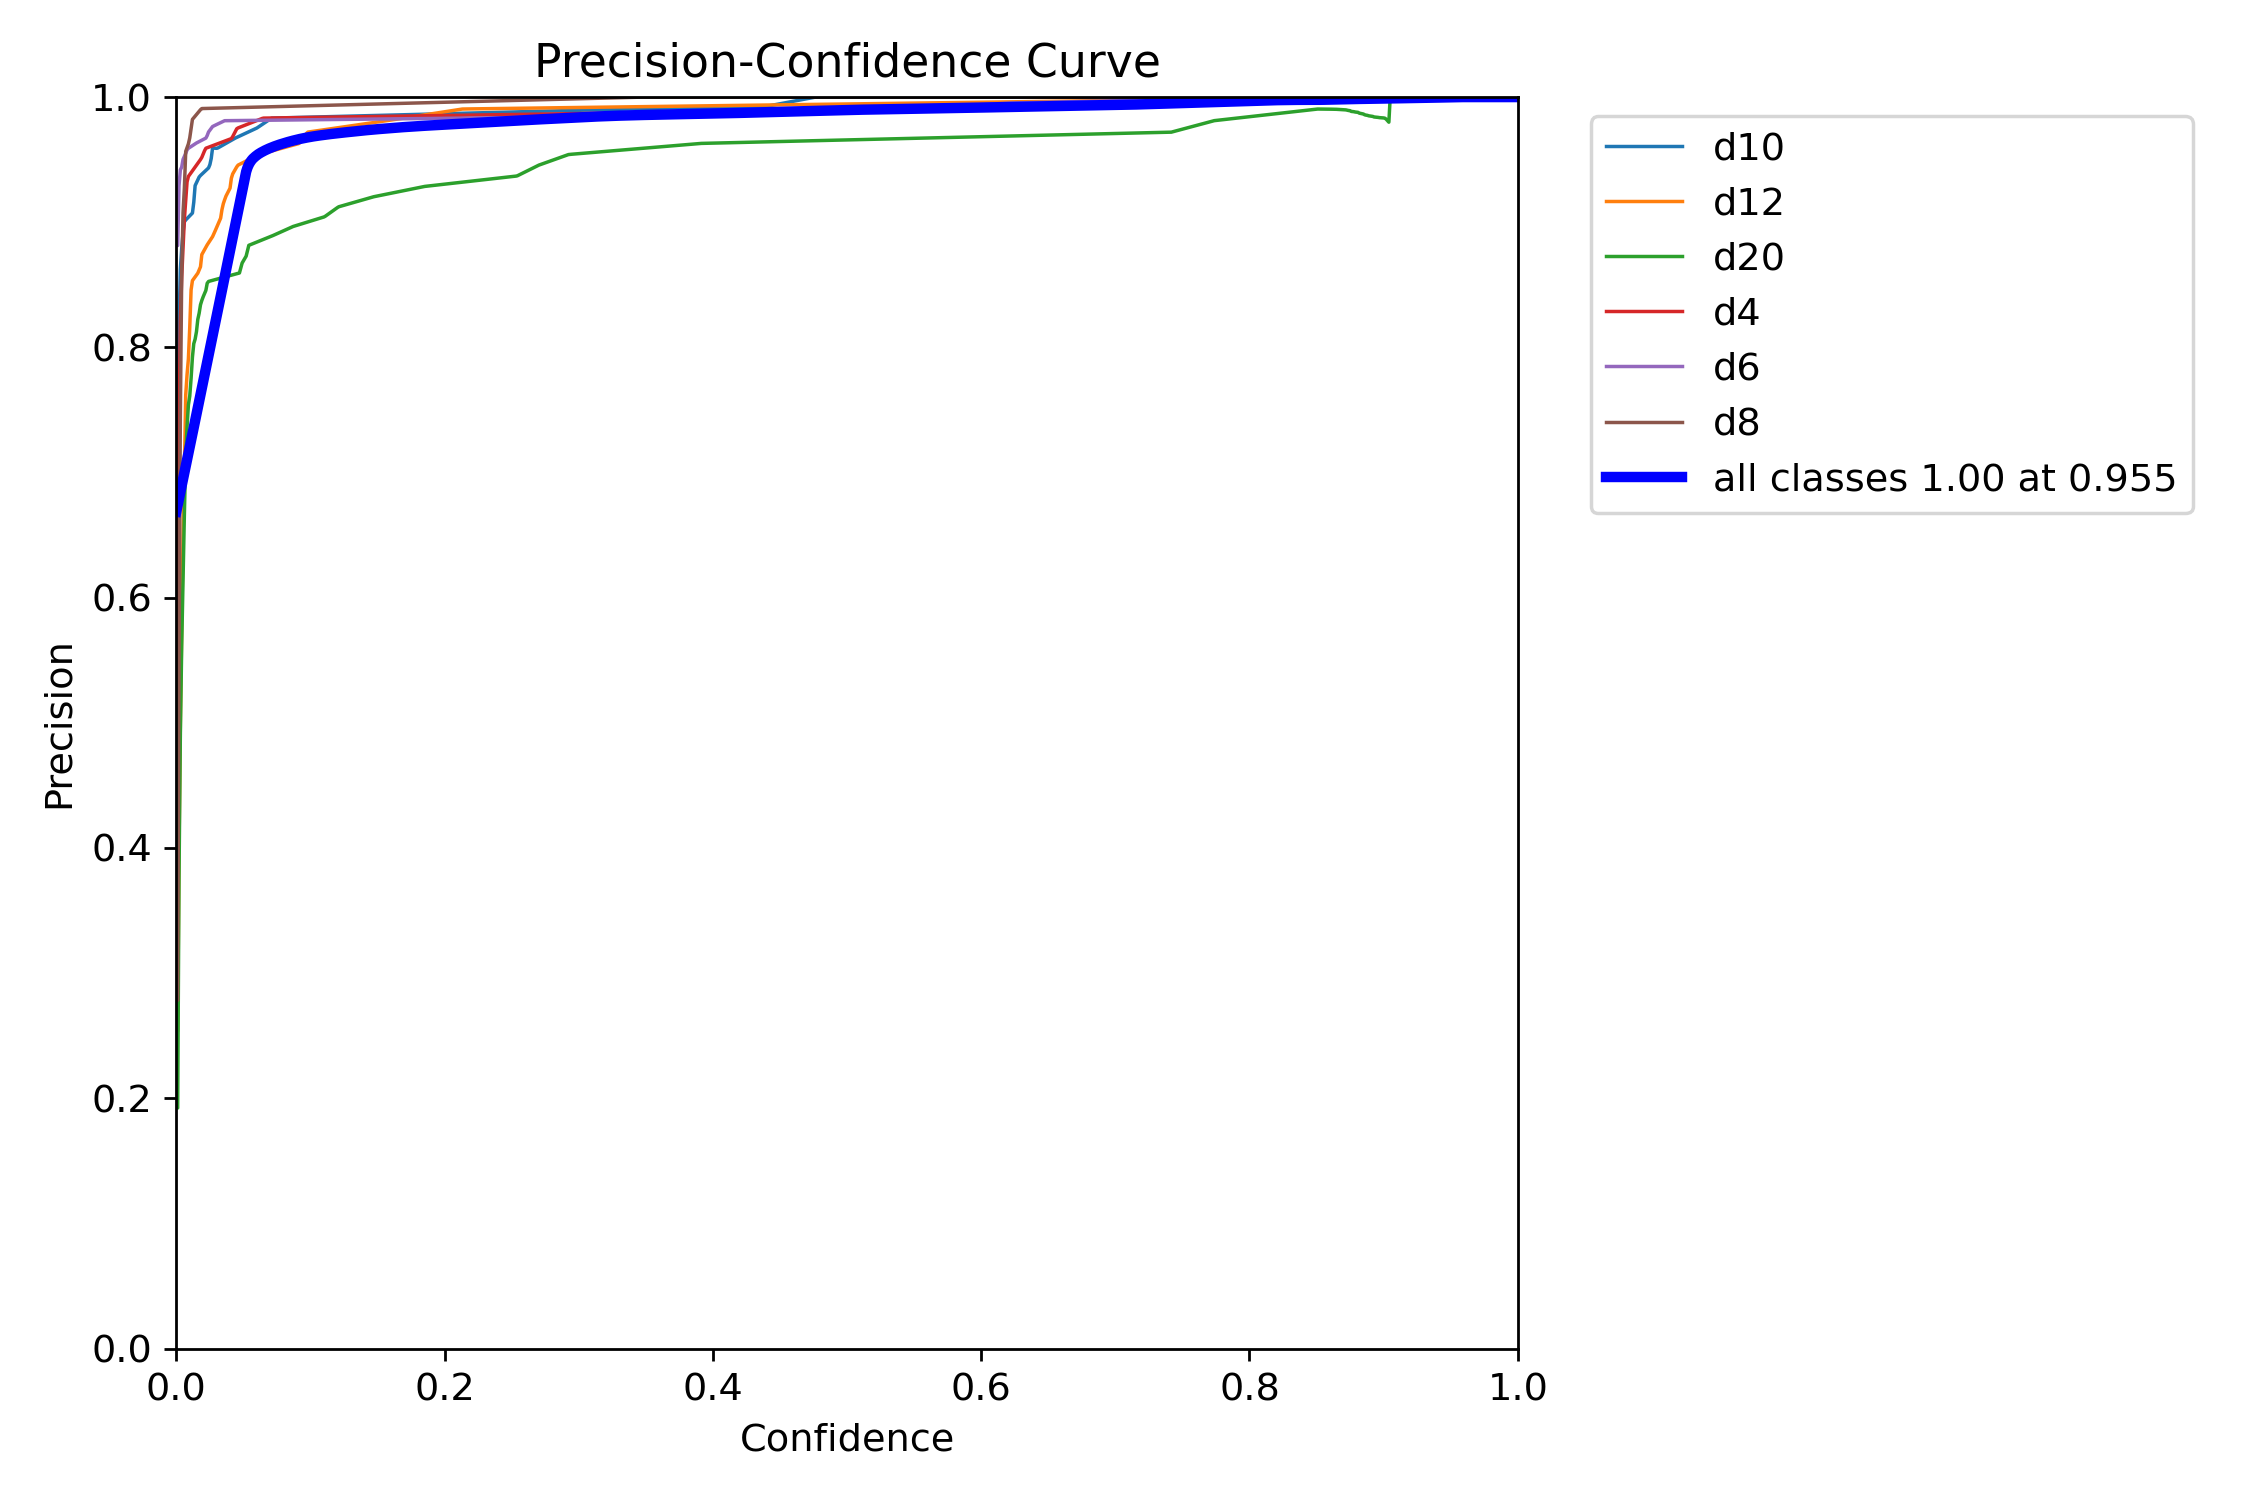 Precision-Confidence Curve
1.0
0.8
0.6
0.4
0.2
0.0
Precision
0.0 0.2 0.4 0.6 0.8 1.0
Confidence
d10
d12
d20
d4
d6
d8
all classes 1.00 at 0.955